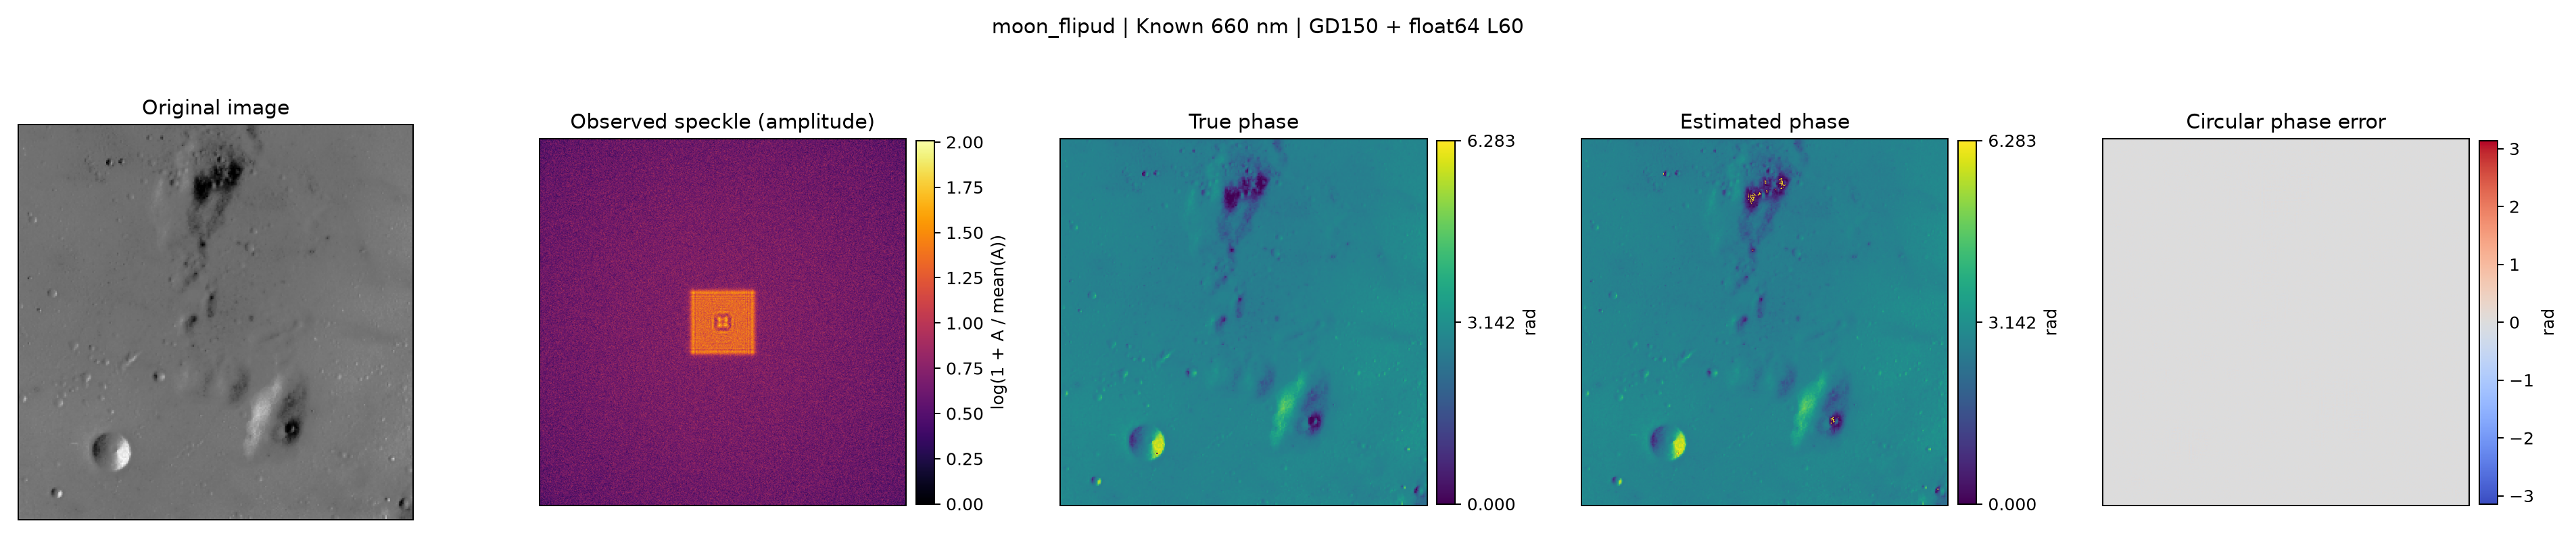 moon_flipud | Known 660 nm | GD150 + float64 L60
Original image
Observed speckle (amplitude)
2.00
1.75
1.50
1.25
1.00
0.75
0.50
0.25
0.00
log(1 + A / mean(A))
True phase
6.283
3.142
0.000
rad
Estimated phase
6.283
3.142
0.000
rad
Circular phase error
3
2
1
0
−1
−2
−3
rad